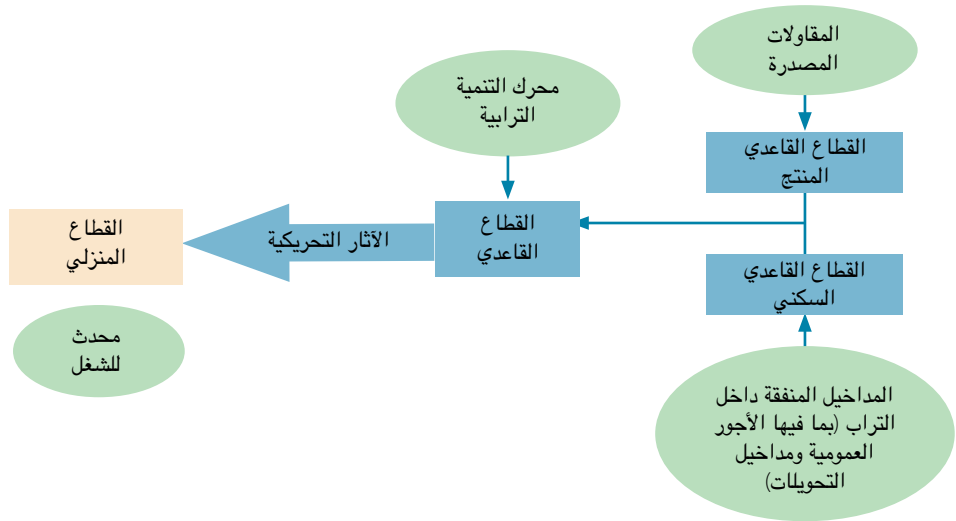 المقاولات
المصدرة
القطاع القاعدي
المنتج
محرك التنمية
الترابية
القطاع
القاعدي
الآثار التحريكية
القطاع
المنزلي
محدث
للشغل
القطاع القاعدي
السكني
المداخيل المنفقة داخل
التراب (بما فيها الأجور
العمومية ومداخيل
التحويلات)